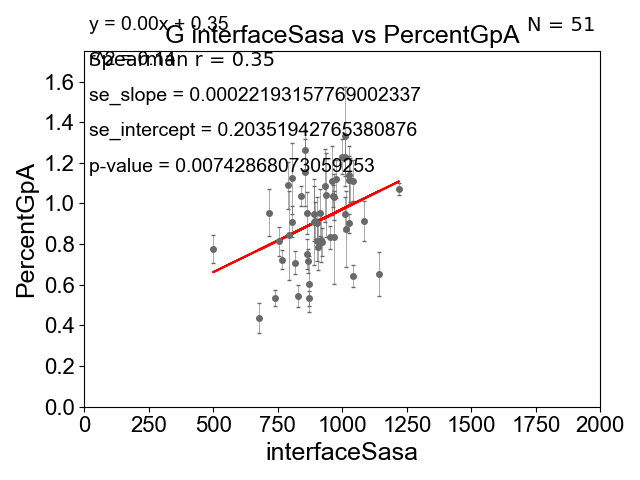 y = 0.00x + 0.35
N = 51
G interfaceSasa vs PercentGpA
Spearman r = 0.35
se_slope = 0.00022193157769002337
se_intercept = 0.20351942765380876
p-value = 0.00742868073059253
PercentGpA
1.6
1.4
1.2
1.0
0.8
0.6
0.4
0.2
0.0
0 250 500 750 1000 1250 1500 1750 2000
interfaceSasa